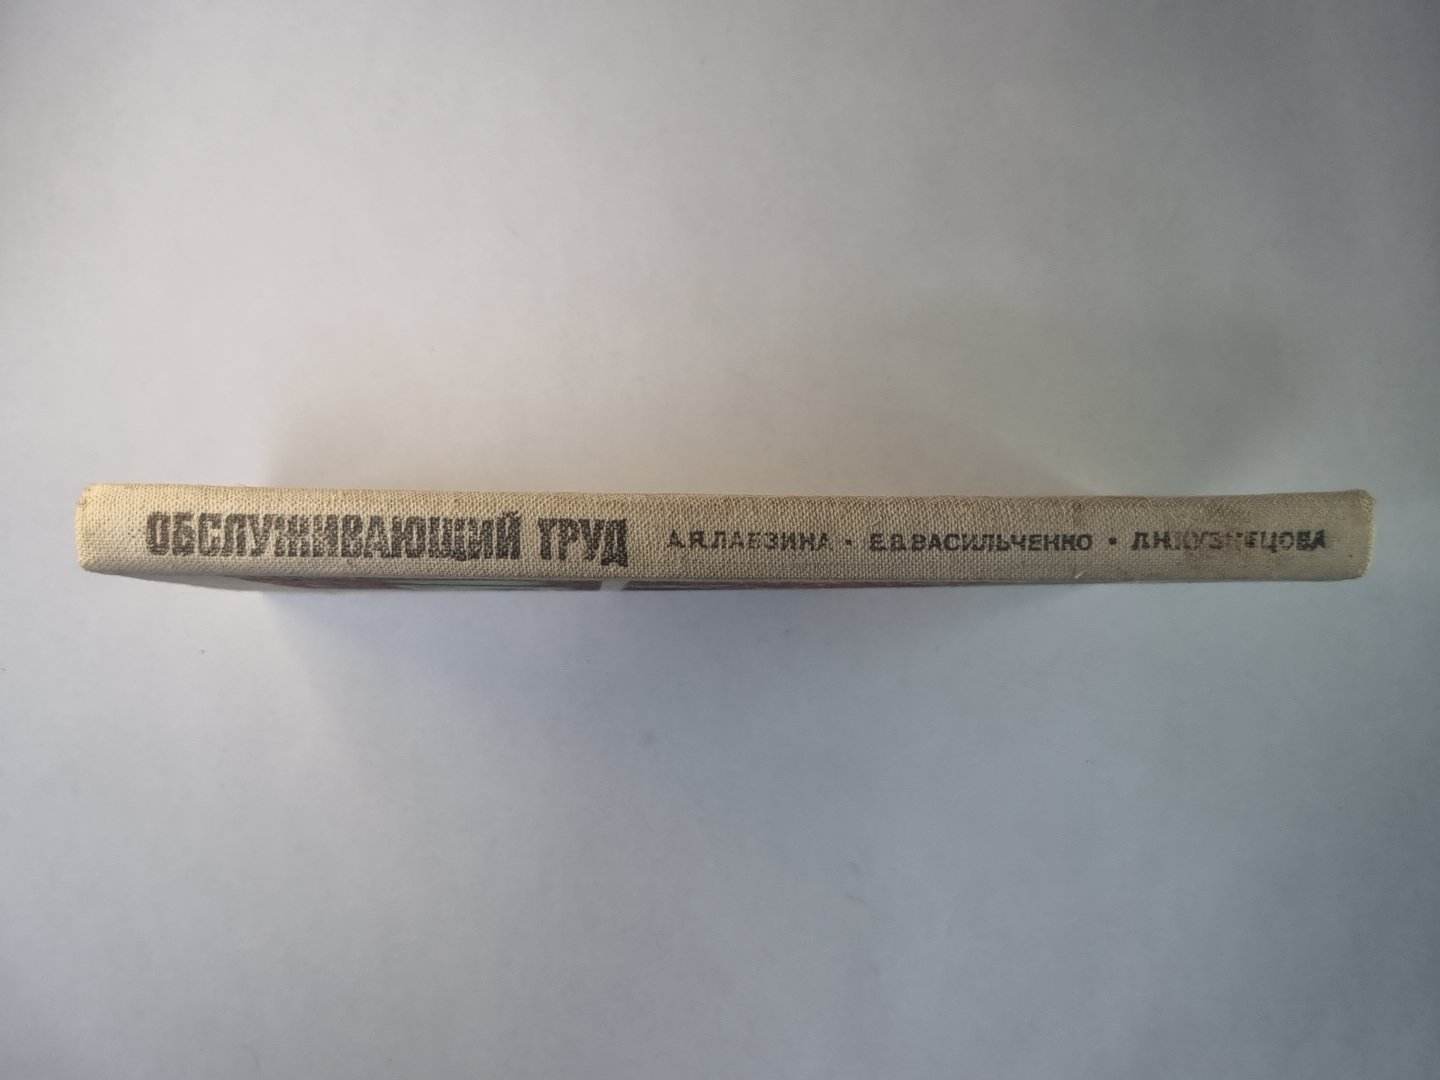 ОБСЛУЖИВАЮЩИЙ ТРУД А.Я.ЛАБЗИНА • Е.В.ВАСИЛЬЧЕНКО • Л.Н.КУЗНЕЦОВА